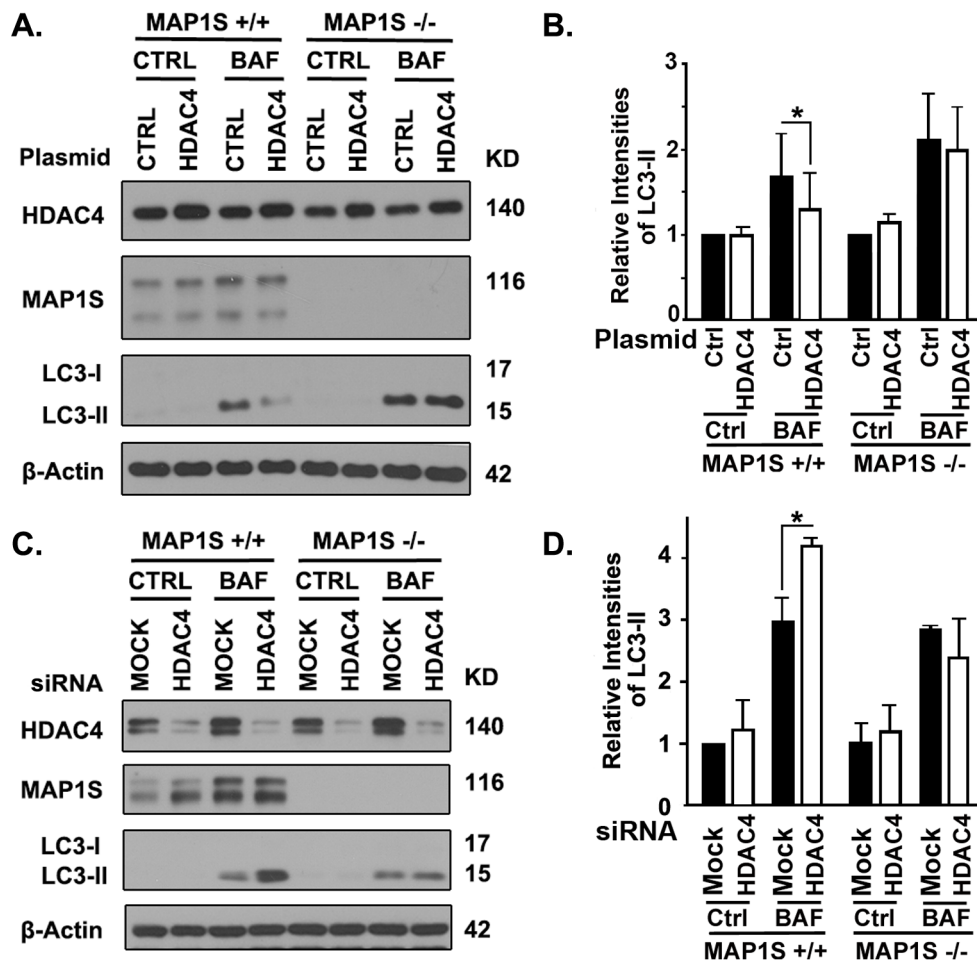 A.
MAP1S +/+ MAP1S -/-
CTRL BAF CTRL BAF
Plasmid CTRL HDAC4 CTRL HDAC4 CTRL HDAC4 CTRL HDAC4 KD
HDAC4 140
MAP1S 116
LC3-I 17
LC3-II 15
β-Actin 42
B.
Relative Intensities
of LC3-II
3
2
1
0
*
Plasmid Ctrl HDAC4 Ctrl HDAC4 Ctrl HDAC4 Ctrl HDAC4
Ctrl BAF Ctrl BAF
MAP1S +/+ MAP1S -/-
C.
MAP1S +/+ MAP1S -/-
CTRL BAF CTRL BAF
siRNA MOCK HDAC4 MOCK HDAC4 MOCK HDAC4 MOCK HDAC4 KD
HDAC4 140
MAP1S 116
LC3-I 17
LC3-II 15
β-Actin 42
D.
Relative Intensities
of LC3-II
4
3
2
1
0
*
siRNA Mock HDAC4 Mock HDAC4 Mock HDAC4 Mock HDAC4
Ctrl BAF Ctrl BAF
MAP1S +/+ MAP1S -/-